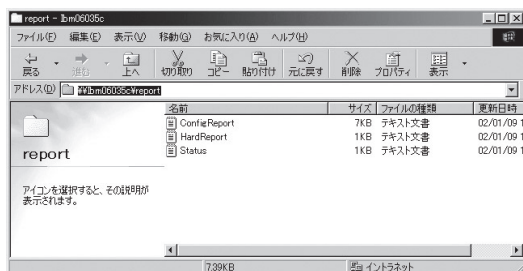 report - lbm06035c
ファイル(F) 編集(E) 表示(V) 移動(G) お気に入り(A) ヘルプ(H)
戻る 進む 上へ 切り取り コピー 貼り付け 元に戻す 削除 プロパティ 表示
アドレス(D) ¥¥lbm06035c¥report
名前 サイズ ファイルの種類 更新日時
ConfigReport 7KB テキスト文書 02/01/09 1
HardReport 1KB テキスト文書 02/01/09 1
Status 1KB テキスト文書 02/01/09 1
report
アイコンを選択すると、その説明が
表示されます。
7.39KB イントラネット